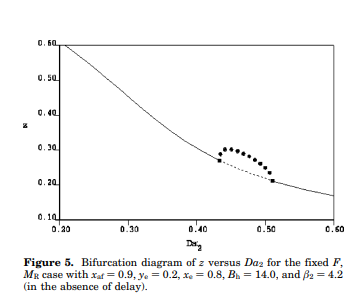 0.60
0.50
0.40
z
0.30
0.20
0.10
0.20 0.30 0.40 0.50 0.60
Da2
Figure 5. Bifurcation diagram of z versus Da2 for the fixed F,
MR case with xaf = 0.9, ye = 0.2, xe = 0.8, Bh = 14.0, and β2 = 4.2
(in the absence of delay).